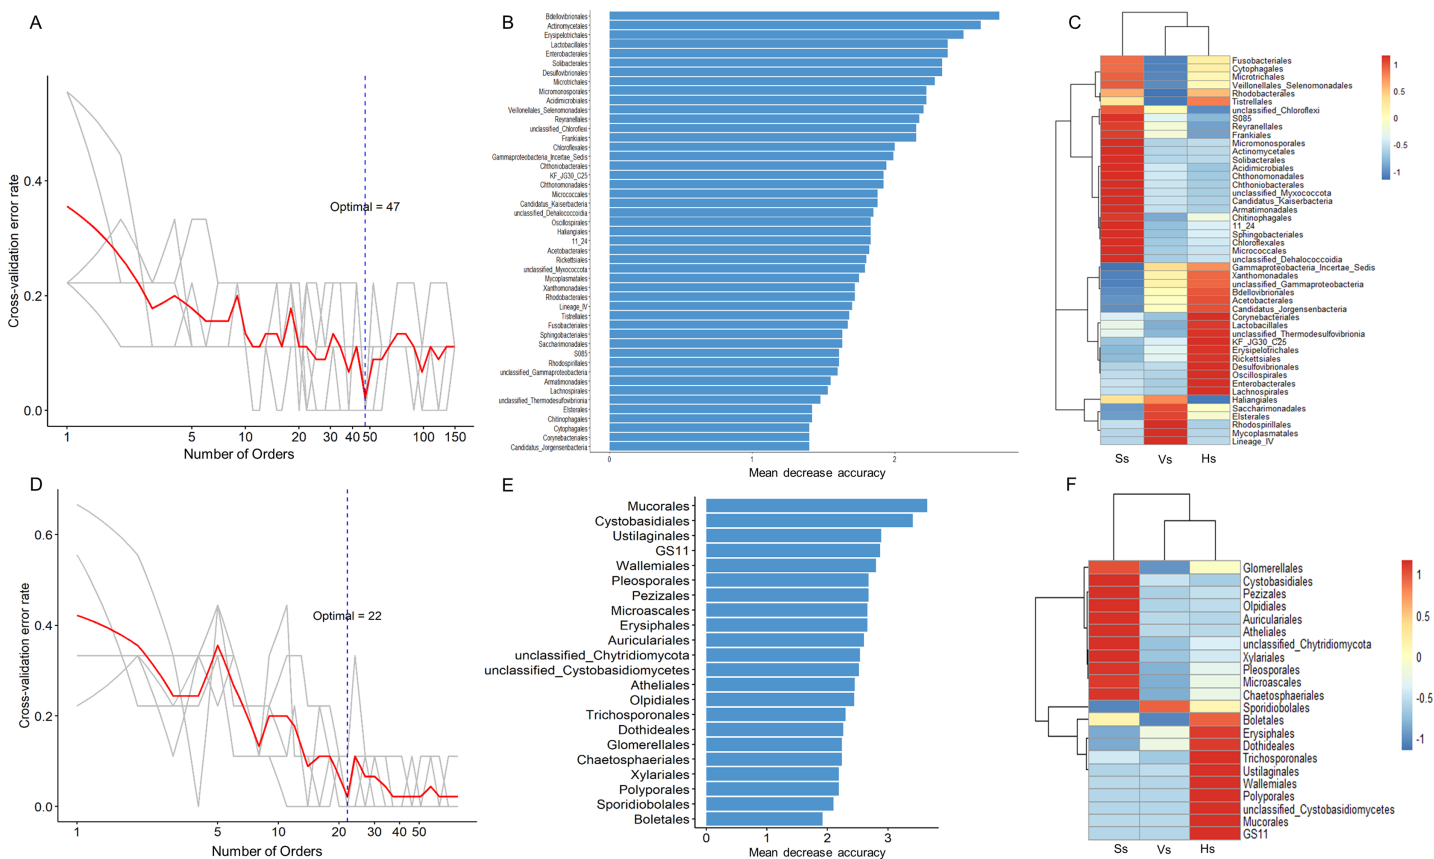 A
Cross-validation error rate
0.4
0.2
0.0
Optimal = 47
1
5
10
20
30
40
50
100
150
Number of Orders
B
Bdellovibrionales
Actinomycetales
Erysipelotrichales
Lactobacillales
Enterobacterales
Solibacterales
Desulfovibrionales
Microtrichales
Micromonosporales
Acidimicrobiales
Veillonellales_Selenomonadales
Reyranellales
unclassified_Chloroflexi
Frankiales
Chloroflexales
Gammaproteobacteria_Incertae_Sedis
Chthoniobacterales
KF_JG30_C25
Chthonomonadales
Micrococcales
Candidatus_Kaiserbacteria
unclassified_Dehalococcoidia
Oscillospirales
Haliangiales
11_24
Acetobacterales
Rickettsiales
unclassified_Myxococcota
Mycoplasmatales
Xanthomonadales
Rhodobacterales
Lineage_IV
Tistrellales
Fusobacteriales
Sphingobacteriales
Saccharimonadales
S085
Rhodospirillales
unclassified_Gammaproteobacteria
Armatimonadales
Lachnospirales
unclassified_Thermodesulfovibrionia
Elsterales
Chitinophagales
Cytophagales
Corynebacteriales
Candidatus_Jorgensenbacteria
0
1
2
Mean decrease accuracy
C
Fusobacteriales
Cytophagales
Microtrichales
Veillonellales_Selenomonadales
Rhodobacterales
Tistrellales
unclassified_Chloroflexi
S085
Reyranellales
Frankiales
Micromonosporales
Actinomycetales
Solibacterales
Acidimicrobiales
Chthonomonadales
Chthoniobacterales
unclassified_Myxococcota
Candidatus_Kaiserbacteria
Armatimonadales
Chitinophagales
11_24
Sphingobacteriales
Chloroflexales
Micrococcales
unclassified_Dehalococcoidia
Gammaproteobacteria_Incertae_Sedis
Xanthomonadales
unclassified_Gammaproteobacteria
Bdellovibrionales
Acetobacterales
Candidatus_Jorgensenbacteria
Corynebacteriales
Lactobacillales
unclassified_Thermodesulfovibrionia
KF_JG30_C25
Erysipelotrichales
Rickettsiales
Desulfovibrionales
Oscillospirales
Enterobacterales
Lachnospirales
Haliangiales
Saccharimonadales
Elsterales
Rhodospirillales
Mycoplasmatales
Lineage_IV
Ss
Vs
Hs
1
0.5
0
-0.5
-1
D
Cross-validation error rate
0.6
0.4
0.2
0.0
Optimal = 22
1
5
10
20
30
40
50
Number of Orders
E
Mucorales
Cystobasidiales
Ustilaginales
GS11
Wallemiales
Pleosporales
Pezizales
Microascales
Erysiphales
Auriculariales
unclassified_Chytridiomycota
unclassified_Cystobasidiomycetes
Atheliales
Olpidiales
Trichosporonales
Dothideales
Glomerellales
Chaetosphaeriales
Xylariales
Polyporales
Sporidiobolales
Boletales
0
1
2
3
Mean decrease accuracy
F
Glomerellales
Cystobasidiales
Pezizales
Olpidiales
Auriculariales
Atheliales
unclassified_Chytridiomycota
Xylariales
Pleosporales
Microascales
Chaetosphaeriales
Sporidiobolales
Boletales
Erysiphales
Dothideales
Trichosporonales
Ustilaginales
Wallemiales
Polyporales
unclassified_Cystobasidiomycetes
Mucorales
GS11
Ss
Vs
Hs
1
0.5
0
-0.5
-1